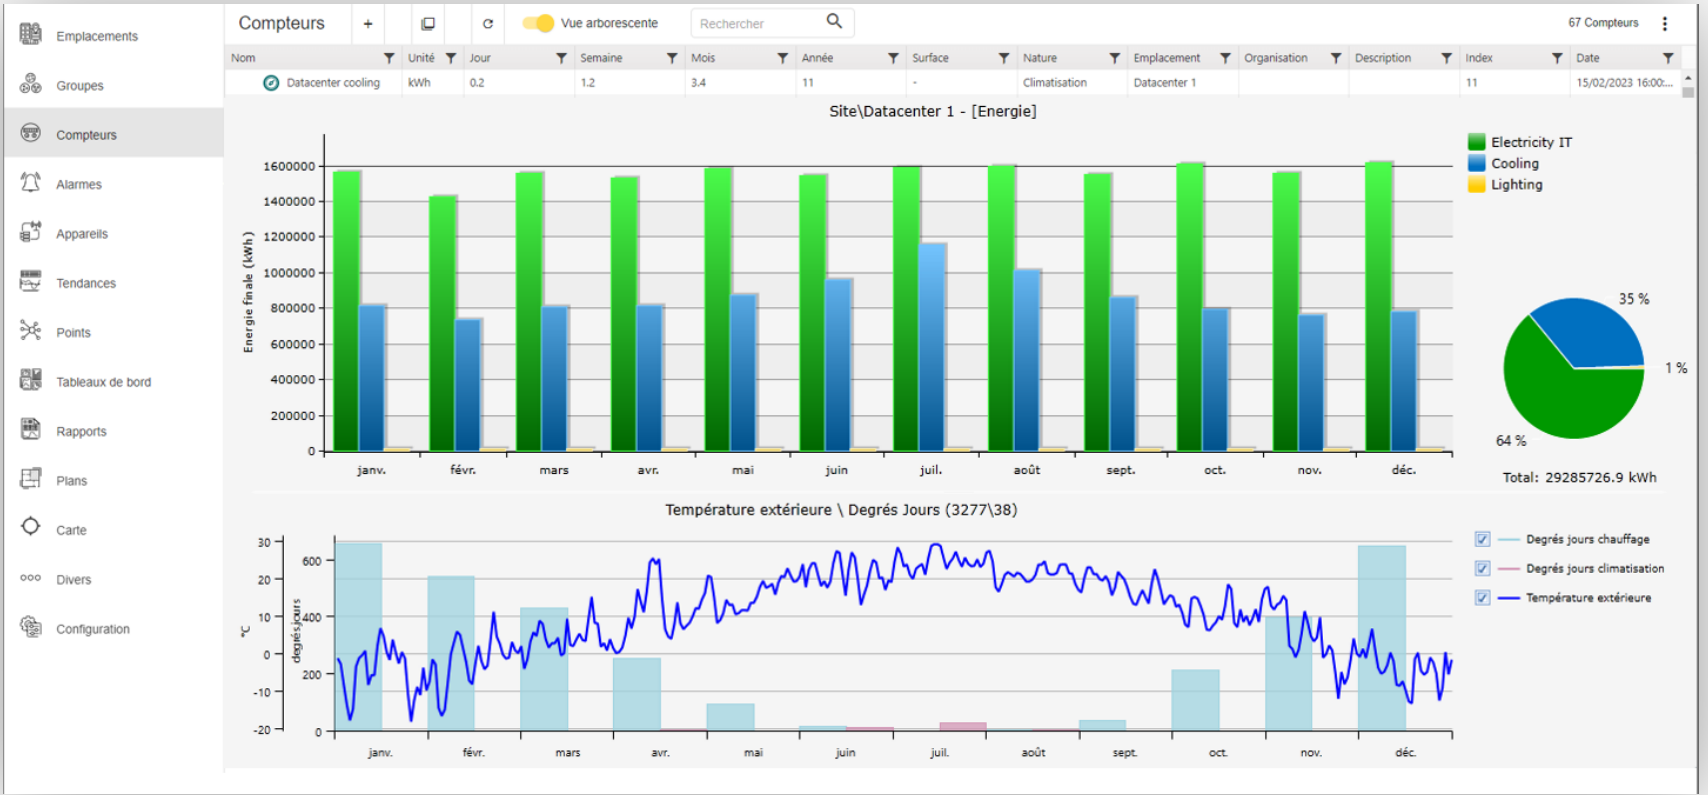 Emplacements
Groupes
Compteurs
Alarmes
Appareils
Tendances
Points
Tableaux de bord
Rapports
Plans
Carte
Divers
Configuration
Compteurs + Vue arborescente Rechercher 67 Compteurs
Nom Unité Jour Semaine Mois Année Surface Nature Emplacement Organisation Description Index Date
Datacenter cooling kWh 0.2 1.2 3.4 11 - Climatisation Datacenter 1 11 15/02/2023 16:00:...
Site\Datacenter 1 - [Energie]
Energie finale (kWh)
1600000
1400000
1200000
1000000
800000
600000
400000
200000
0
janv. févr. mars avr. mai juin juil. août sept. oct. nov. déc.
Electricity IT
Cooling
Lighting
35 %
1 %
64 %
Total: 29285726.9 kWh
Température extérieure \ Degrés Jours (3277\38)
°C
30
20
10
0
-10
-20
degrés.jours
600
400
200
0
janv. févr. mars avr. mai juin juil. août sept. oct. nov. déc.
Degrés jours chauffage
Degrés jours climatisation
Température extérieure